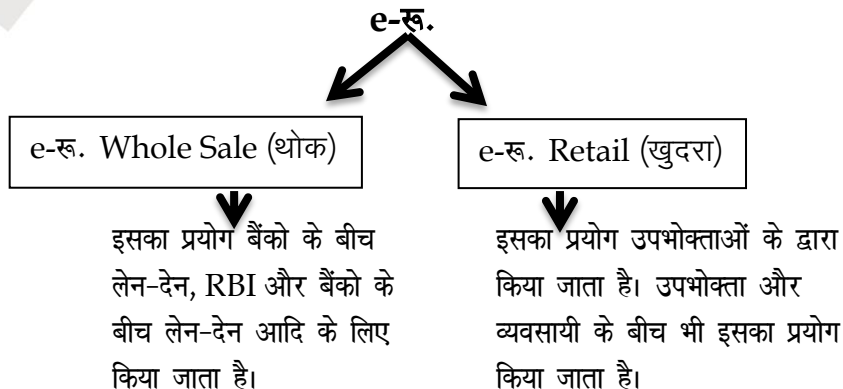 e-रू.
e-रू. Whole Sale (थोक)
e-रू. Retail (खुदरा)
इसका प्रयोग बैंको के बीच
लेन-देन, RBI और बैंको के
बीच लेन-देन आदि के लिए
किया जाता है।
इसका प्रयोग उपभोक्ताओं के द्वारा
किया जाता है। उपभोक्ता और
व्यवसायी के बीच भी इसका प्रयोग
किया जाता है।